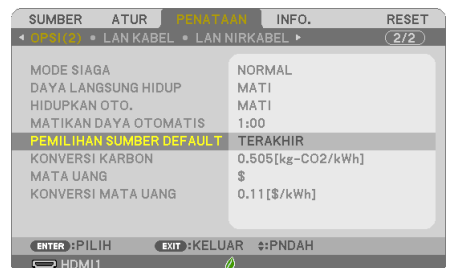 SUMBER ATUR PENATAAN INFO. RESET
OPSI(2) LAN KABEL LAN NIRKABEL 2/2
MODE SIAGA NORMAL
DAYA LANGSUNG HIDUP MATI
HIDUPKAN OTO. MATI
MATIKAN DAYA OTOMATIS 1:00
PEMILIHAN SUMBER DEFAULT TERAKHIR
KONVERSI KARBON 0.505[kg-CO2/kWh]
MATA UANG $
KONVERSI MATA UANG 0.11[$/kWh]
ENTER:PILIH EXIT:KELUAR :PNDAH
HDMI1